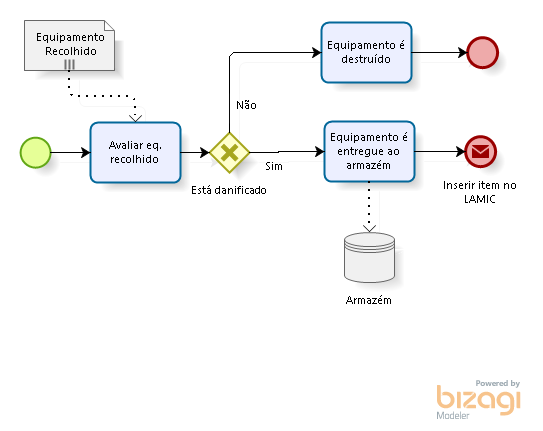 Equipamento
Recolhido
Equipamento é
destruído
Não
Avaliar eq.
recolhido
Equipamento é
entregue ao
armazém
Sim
Está danificado
Inserir item no
LAMIC
Armazém
Powered by
bizagi
Modeler